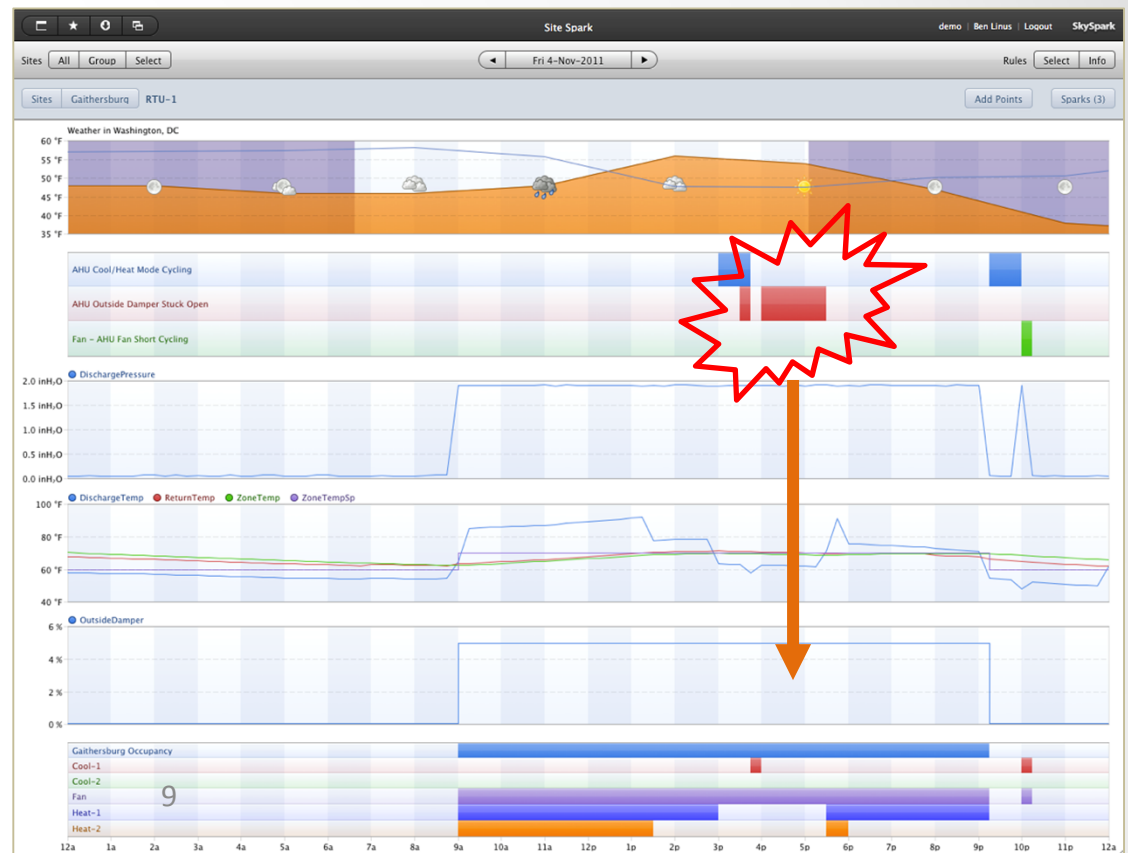 Site Spark
demo | Ben Linus | Logout SkySpark
Sites All Group Select
Fri 4-Nov-2011
Rules Select Info
Sites Gaithersburg RTU-1
Add Points Sparks (3)
Weather in Washington, DC
60 °F
55 °F
50 °F
45 °F
40 °F
35 °F
AHU Cool/Heat Mode Cycling
AHU Outside Damper Stuck Open
Fan - AHU Fan Short Cycling
DischargePressure
2.0 inH₂O
1.5 inH₂O
1.0 inH₂O
0.5 inH₂O
0.0 inH₂O
DischargeTemp ReturnTemp ZoneTemp ZoneTempSp
100 °F
80 °F
60 °F
40 °F
OutsideDamper
6 %
4 %
2 %
0 %
Gaithersburg Occupancy
Cool-1
Cool-2
Fan
9
Heat-1
Heat-2
12a 1a 2a 3a 4a 5a 6a 7a 8a 9a 10a 11a 12p 1p 2p 3p 4p 5p 6p 7p 8p 9p 10p 11p 12a